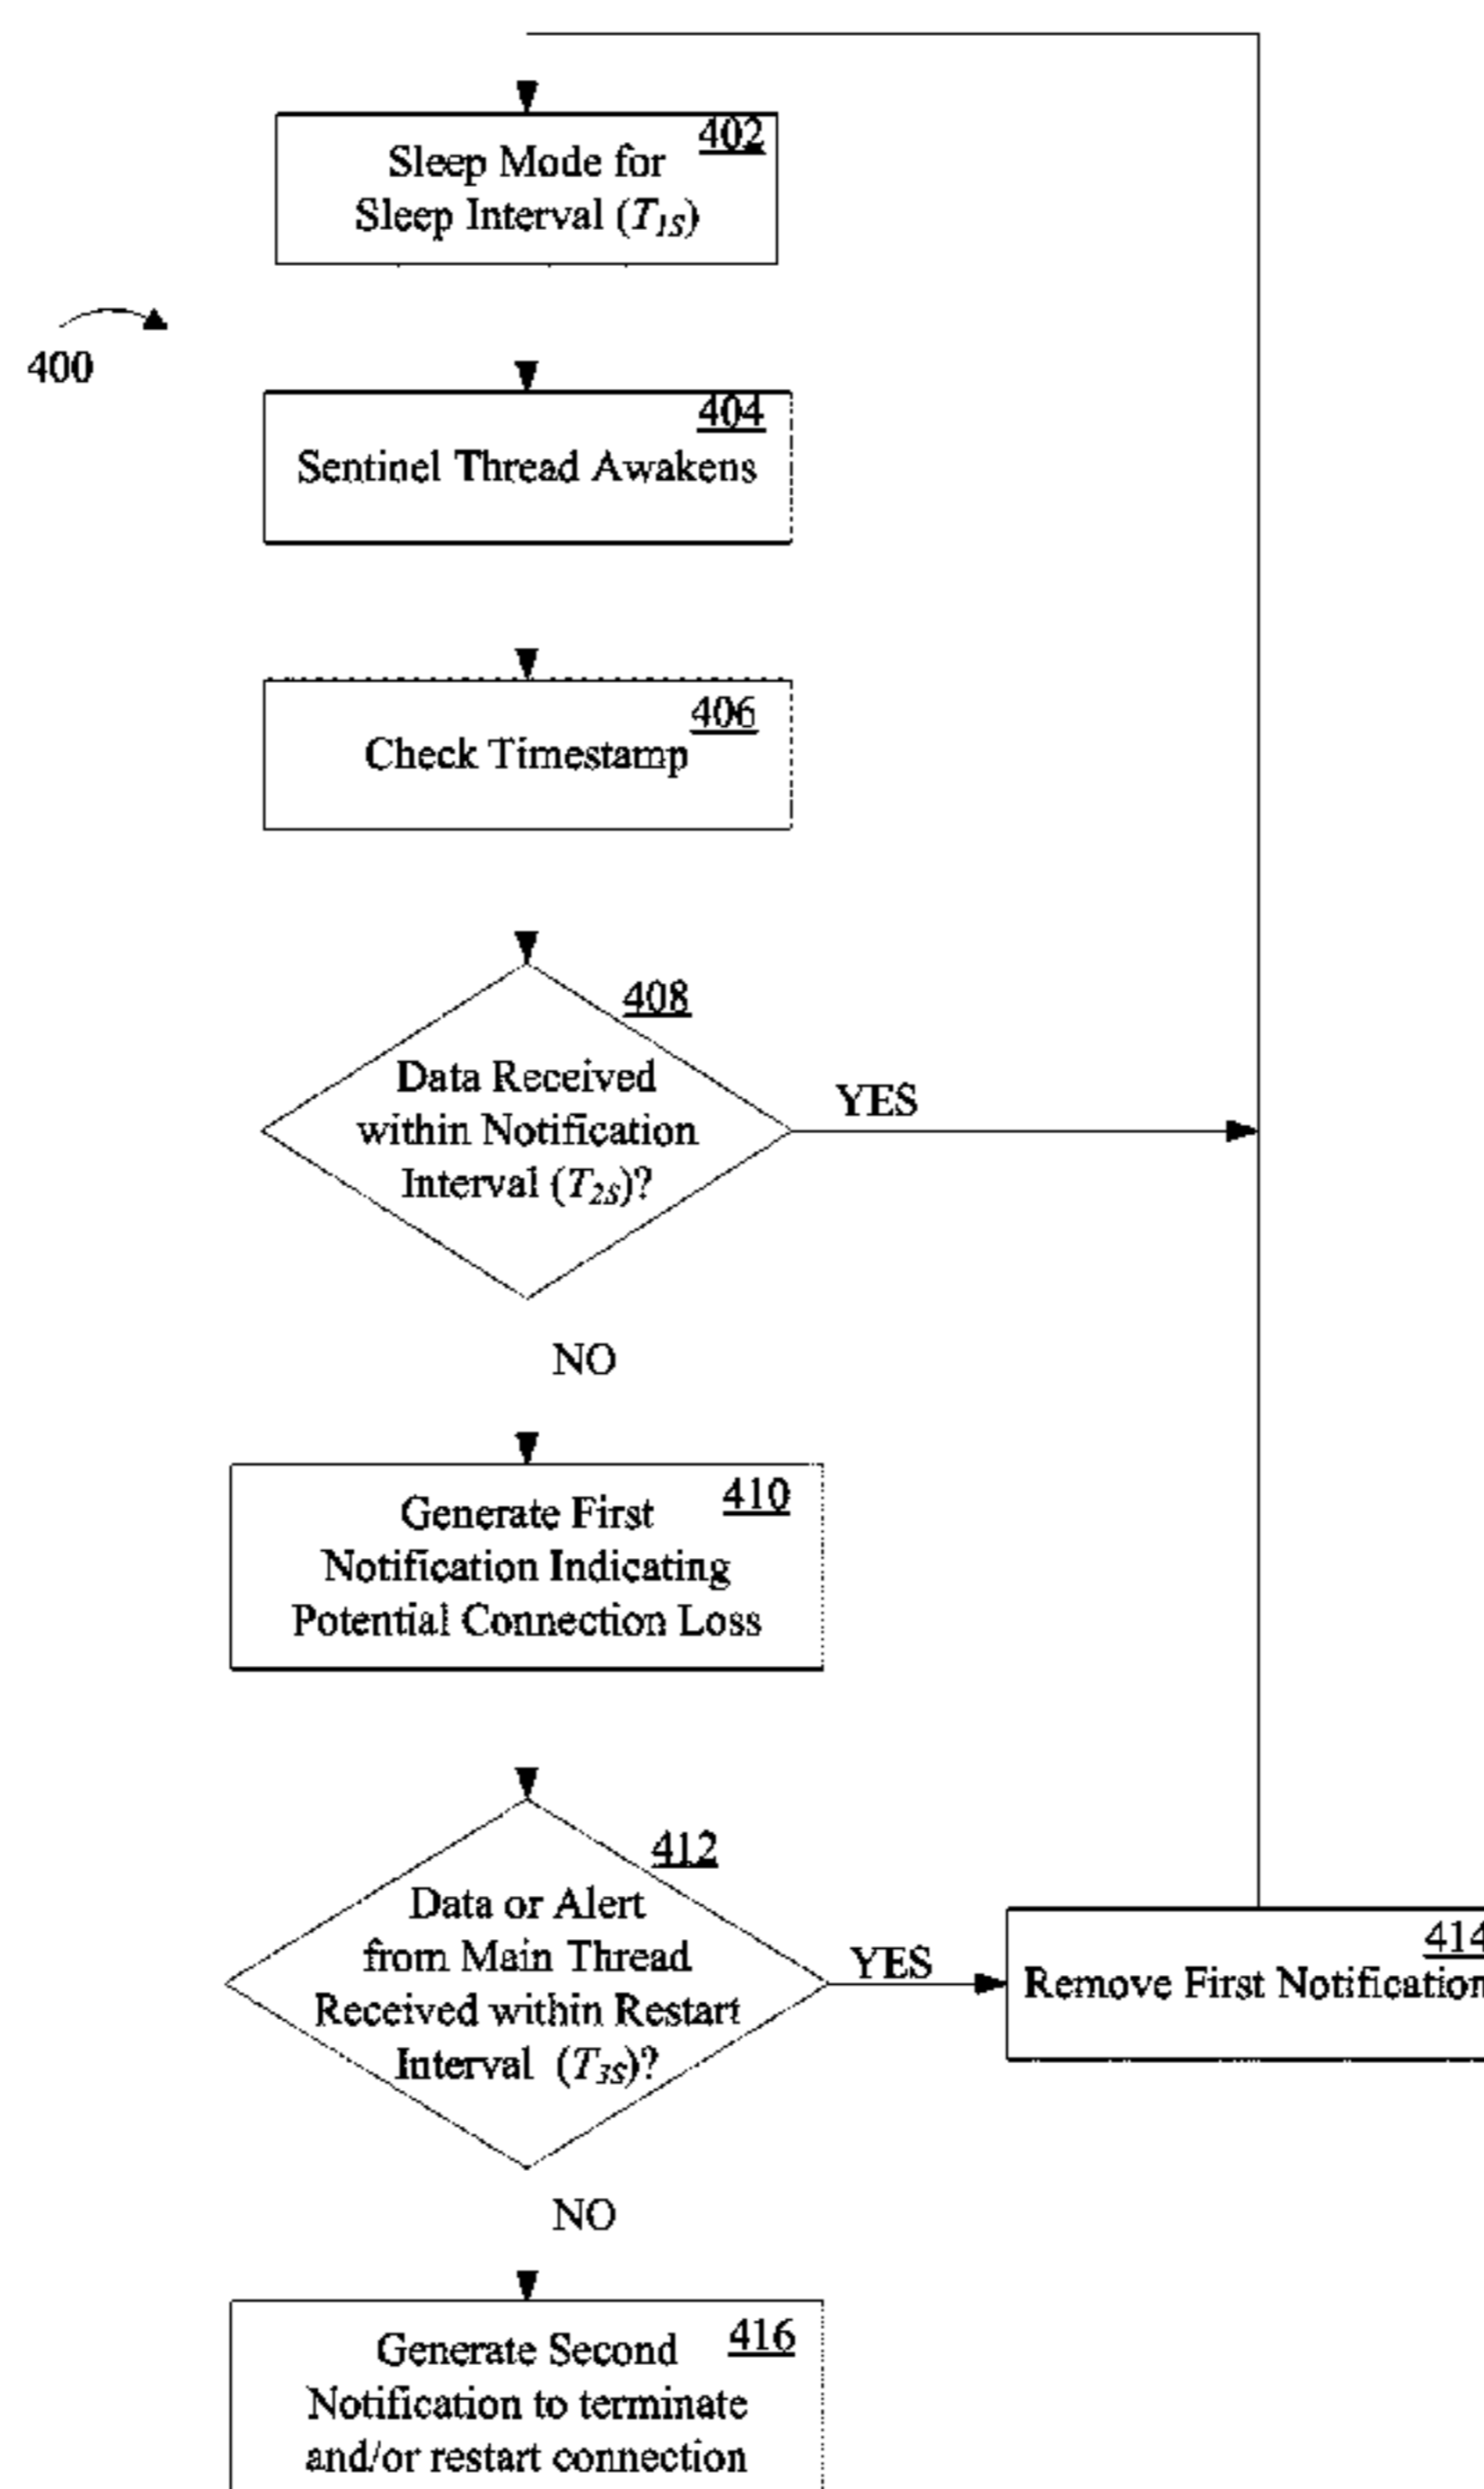 402
Sleep Mode for
Sleep Interval (T1S)
400
404
Sentinel Thread Awakens
406
Check Timestamp
408
Data Received
within Notification
Interval (T2S)?
YES
NO
410
Generate First
Notification Indicating
Potential Connection Loss
412
Data or Alert
from Main Thread
Received within Restart
Interval (T3S)?
YES
414
Remove First Notification
NO
416
Generate Second
Notification to terminate
and/or restart connection